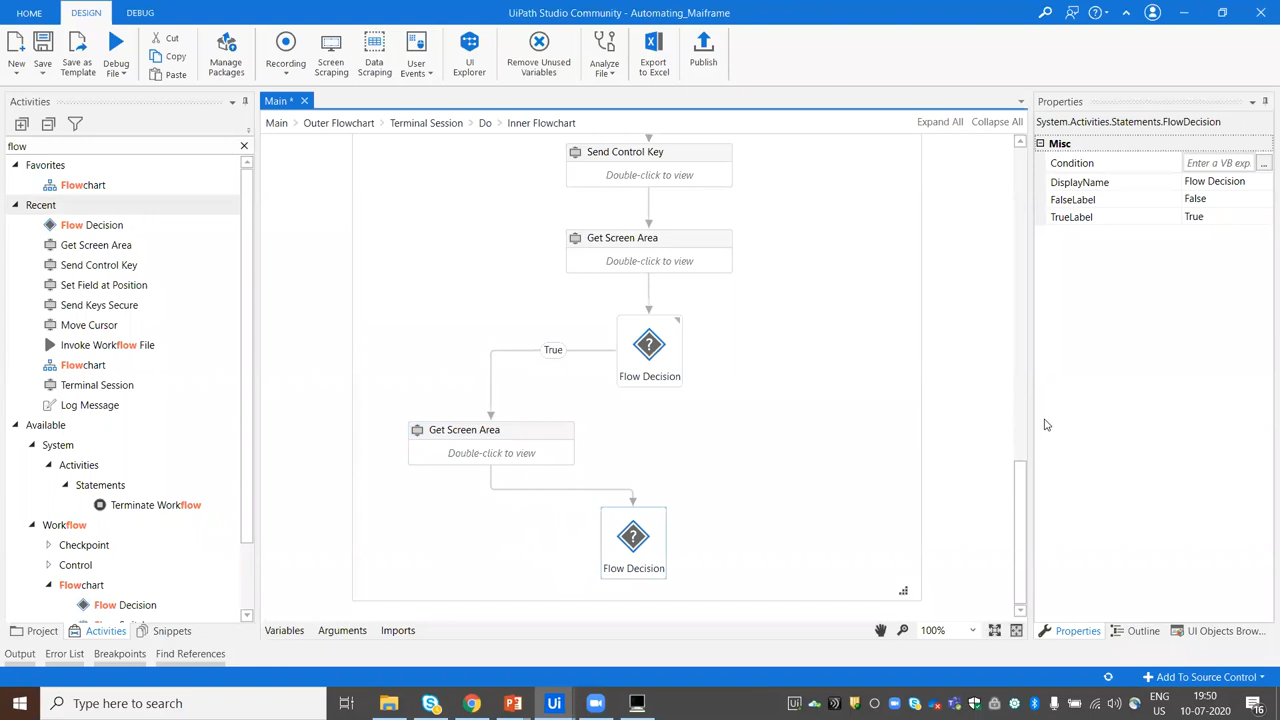 HOME
DESIGN
DEBUG
UiPath Studio Community - Automating_Maiframe
New
Save
Save as Template
Debug File
Cut
Copy
Paste
Manage Packages
Recording
Screen Scraping
Data Scraping
User Events
UI Explorer
Remove Unused Variables
Analyze File
Export to Excel
Publish
Activities
flow
Favorites
Flowchart
Recent
Flow Decision
Get Screen Area
Send Control Key
Set Field at Position
Send Keys Secure
Move Cursor
Invoke Workflow File
Flowchart
Terminal Session
Log Message
Available
System
Activities
Statements
Terminate Workflow
Workflow
Checkpoint
Control
Flowchart
Flow Decision
Project
Activities
Snippets
Main *
Main > Outer Flowchart > Terminal Session > Do > Inner Flowchart
Expand All
Collapse All
Send Control Key
Double-click to view
Get Screen Area
Double-click to view
Flow Decision
True
Get Screen Area
Double-click to view
Flow Decision
Variables
Arguments
Imports
100%
Properties
System.Activities.Statements.FlowDecision
Misc
Condition
Enter a VB exp.
...
DisplayName
Flow Decision
FalseLabel
False
TrueLabel
True
Properties
Outline
UI Objects Brow...
Output
Error List
Breakpoints
Find References
Add To Source Control
Type here to search
ENG
IN
19:50
10-07-2020
16